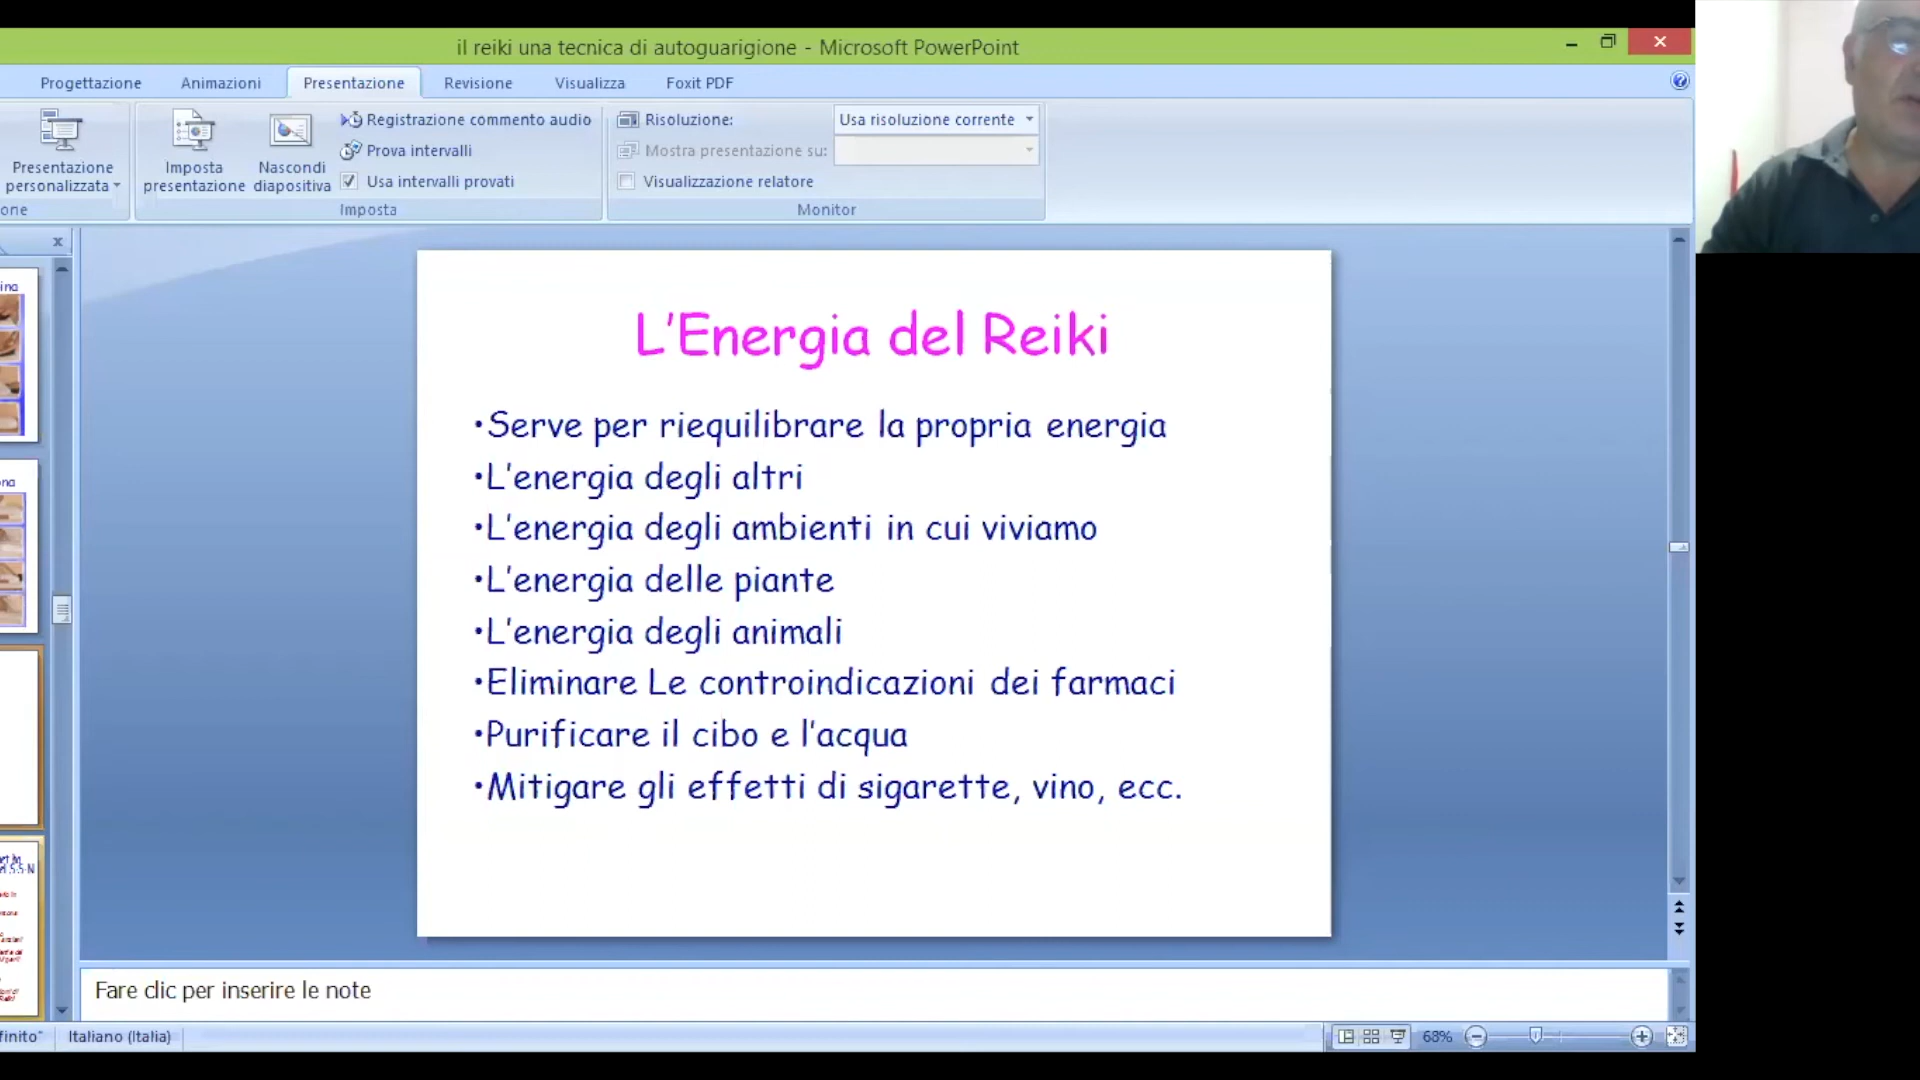 il reiki una tecnica di autoguarigione - Microsoft PowerPoint
Progettazione Animazioni Presentazione Revisione Visualizza Foxit PDF
Presentazione personalizzata
Imposta presentazione
Nascondi diapositiva
Registrazione commento audio
Prova intervalli
Usa intervalli provati
Risoluzione: Usa risoluzione corrente
Mostra presentazione su:
Visualizzazione relatore
one Imposta Monitor
ina
ona
L'Energia del Reiki
•Serve per riequilibrare la propria energia
•L'energia degli altri
•L'energia degli ambienti in cui viviamo
•L'energia delle piante
•L'energia degli animali
•Eliminare Le controindicazioni dei farmaci
•Purificare il cibo e l'acqua
•Mitigare gli effetti di sigarette, vino, ecc.
Fare clic per inserire le note
finito" Italiano (Italia) 68%